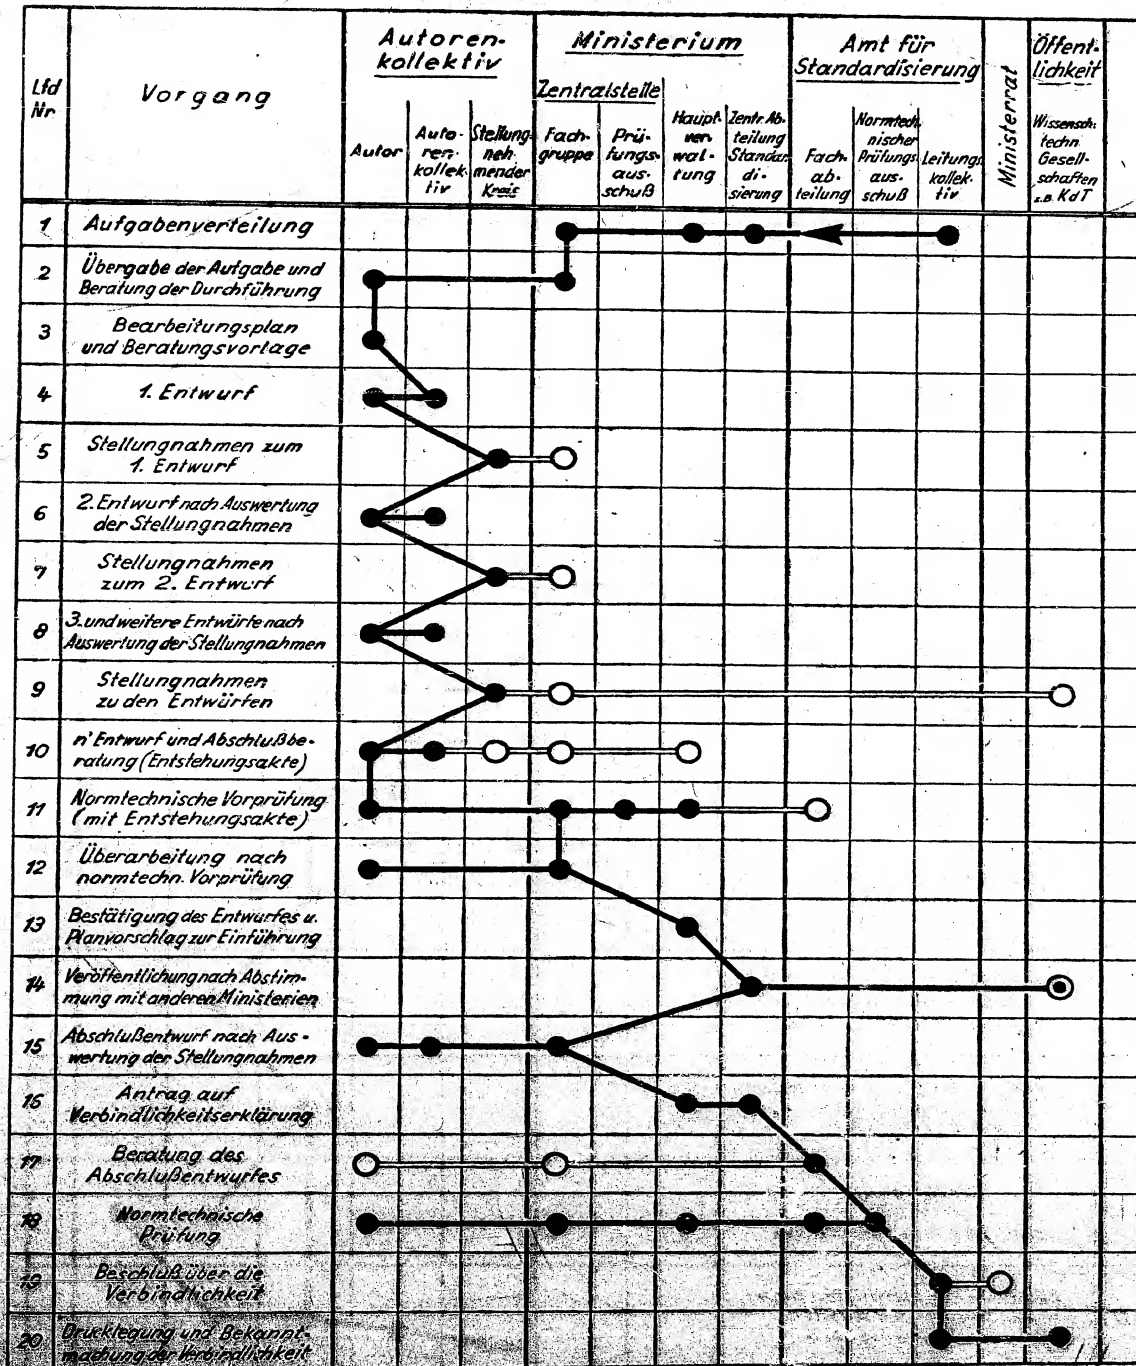 Lfd
Nr.
Vorgang
Autoren-
kollektiv
Autor
Auto-
ren-
kollek-
tiv
Stellung-
neh-
mender
Kreis
Ministerium
Zentralstelle
Fach-
gruppe
Prü-
fungs-
aus-
schuß
Haupt-
ver-
wal-
tung
Zentr. Ab-
teilung
Standar-
di-
sierung
Amt für
Standardisierung
Fach-
ab-
teilung
Normtech-
nischer
Prüfungs-
aus-
schuß
Leitungs-
kollek-
tiv
Ministerrat
Öffent-
lichkeit
Wissensch.
techn.
Gesell-
schaften
z.B. KdT
1 Aufgabenverteilung
2 Übergabe der Aufgabe und
Beratung der Durchführung
3 Bearbeitungsplan
und Beratungsvorlage
4 1. Entwurf
5 Stellungnahmen zum
1. Entwurf
6 2. Entwurf nach Auswertung
der Stellungnahmen
7 Stellungnahmen
zum 2. Entwurf
8 3. und weitere Entwürfe nach
Auswertung der Stellungnahmen
9 Stellungnahmen
zu den Entwürfen
10 n' Entwurf und Abschlußbe-
ratung (Entstehungsakte)
11 Normtechnische Vorprüfung
(mit Entstehungsakte)
12 Überarbeitung nach
normtechn. Vorprüfung
13 Bestätigung des Entwurfes u.
Planvorschlag zur Einführung
14 Veröffentlichung nach Abstim-
mung mit anderen Ministerien
15 Abschlußentwurf nach Aus-
wertung der Stellungnahmen
16 Antrag auf
Verbindlichkeitserklärung
17 Beratung des
Abschlußentwurfes
18 Normtechnische
Prüfung
19 Beschluß über die
Verbindlichkeit
20 Drucklegung und Bekannt-
machung der Verbindlichkeit